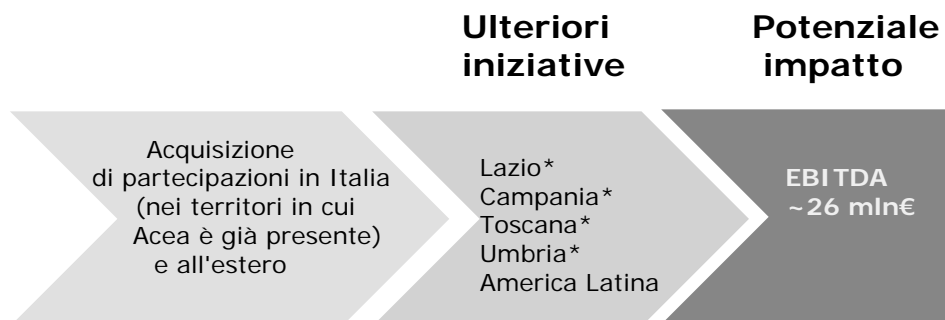 Ulteriori
iniziative
Potenziale
impatto
Acquisizione
di partecipazioni in Italia
(nei territori in cui
Acea è già presente)
e all'estero
Lazio*
Campania*
Toscana*
Umbria*
America Latina
EBITDA
~26 mln€